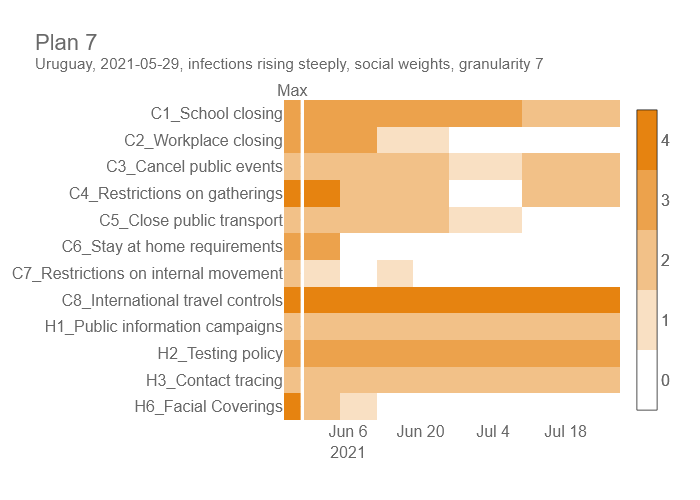 Plan 7
Uruguay, 2021-05-29, infections rising steeply, social weights, granularity 7
Max
C1_School closing
C2_Workplace closing
C3_Cancel public events
C4_Restrictions on gatherings
C5_Close public transport
C6_Stay at home requirements
C7_Restrictions on internal movement
C8_International travel controls
H1_Public information campaigns
H2_Testing policy
H3_Contact tracing
H6_Facial Coverings
Jun 6 Jun 20 Jul 4 Jul 18
2021
4
3
2
1
0